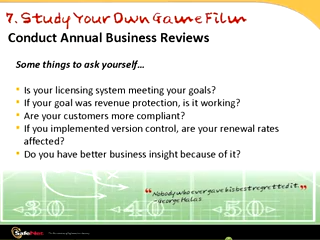 7. Study Your Own Game Film
Conduct Annual Business Reviews
Some things to ask yourself…
• Is your licensing system meeting your goals?
• If your goal was revenue protection, is it working?
• Are your customers more compliant?
• If you implemented version control, are your renewal rates
affected?
• Do you have better business insight because of it?
"Nobody who ever gave his best regretted it."
- George Halas
30 40 50
SafeNet